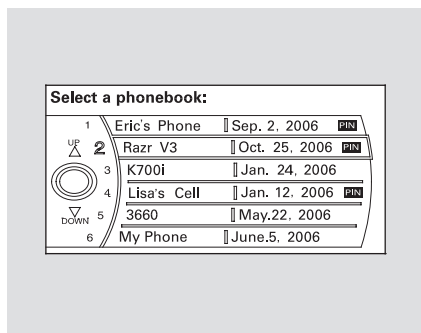 Select a phonebook:
1 Eric's Phone Sep. 2, 2006 PIN
UP 2 Razr V3 Oct. 25, 2006 PIN
3 K700i Jan. 24, 2006
4 Lisa's Cell Jan. 12, 2006 PIN
DOWN 5 3660 May.22, 2006
6 My Phone June.5, 2006